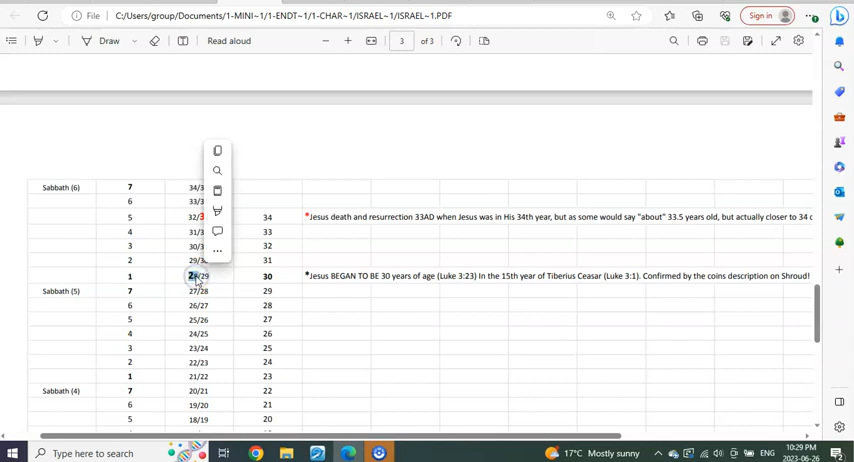 File
C:/Users/group/Documents/1-MINI~1/1-ENDT~1/1-CHAR~1/ISRAEL~1/ISRAEL~1.PDF
Sign in
Draw
Read aloud
3 of 3
Sabbath (6) 7 34/3
6 33/3
5 32/3 34 *Jesus death and resurrection 33AD when Jesus was in His 34th year, but as some would say "about" 33.5 years old, but actually closer to 34
4 31/3 33
3 30/3 32
2 29/30 31
1 28/29 30 *Jesus BEGAN TO BE 30 years of age (Luke 3:23) In the 15th year of Tiberius Ceasar (Luke 3:1). Confirmed by the coins description on Shroud!
Sabbath (5) 7 27/28 29
6 26/27 28
5 25/26 27
4 24/25 26
3 23/24 25
2 22/23 24
1 21/22 23
Sabbath (4) 7 20/21 22
6 19/20 21
5 18/19 20
Type here to search
17°C Mostly sunny
ENG
10:29 PM
2023-06-26